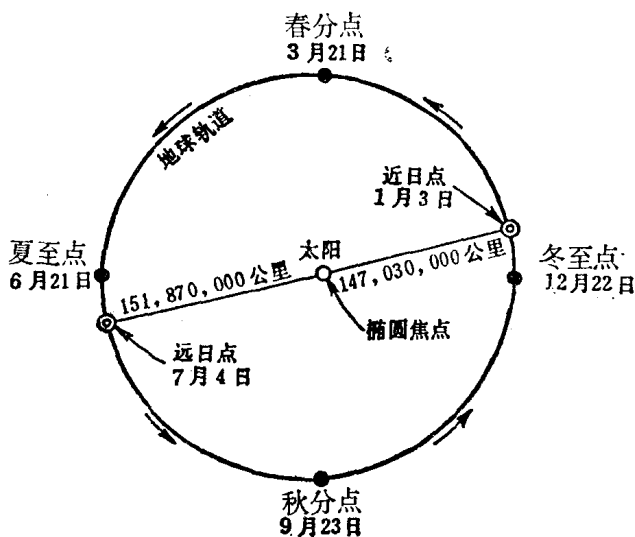 春分点
3月21日
地球轨道
近日点
1月3日
夏至点
6月21日
太阳
冬至点
12月22日
151,870,000公里
147,030,000公里
椭圆焦点
远日点
7月4日
秋分点
9月23日